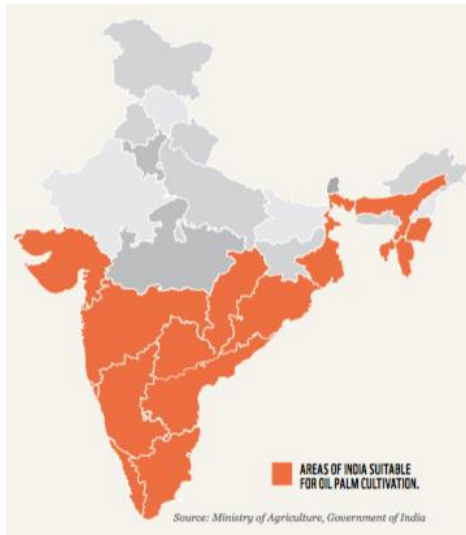 AREAS OF INDIA SUITABLE
FOR OIL PALM CULTIVATION.
Source: Ministry of Agriculture, Government of India